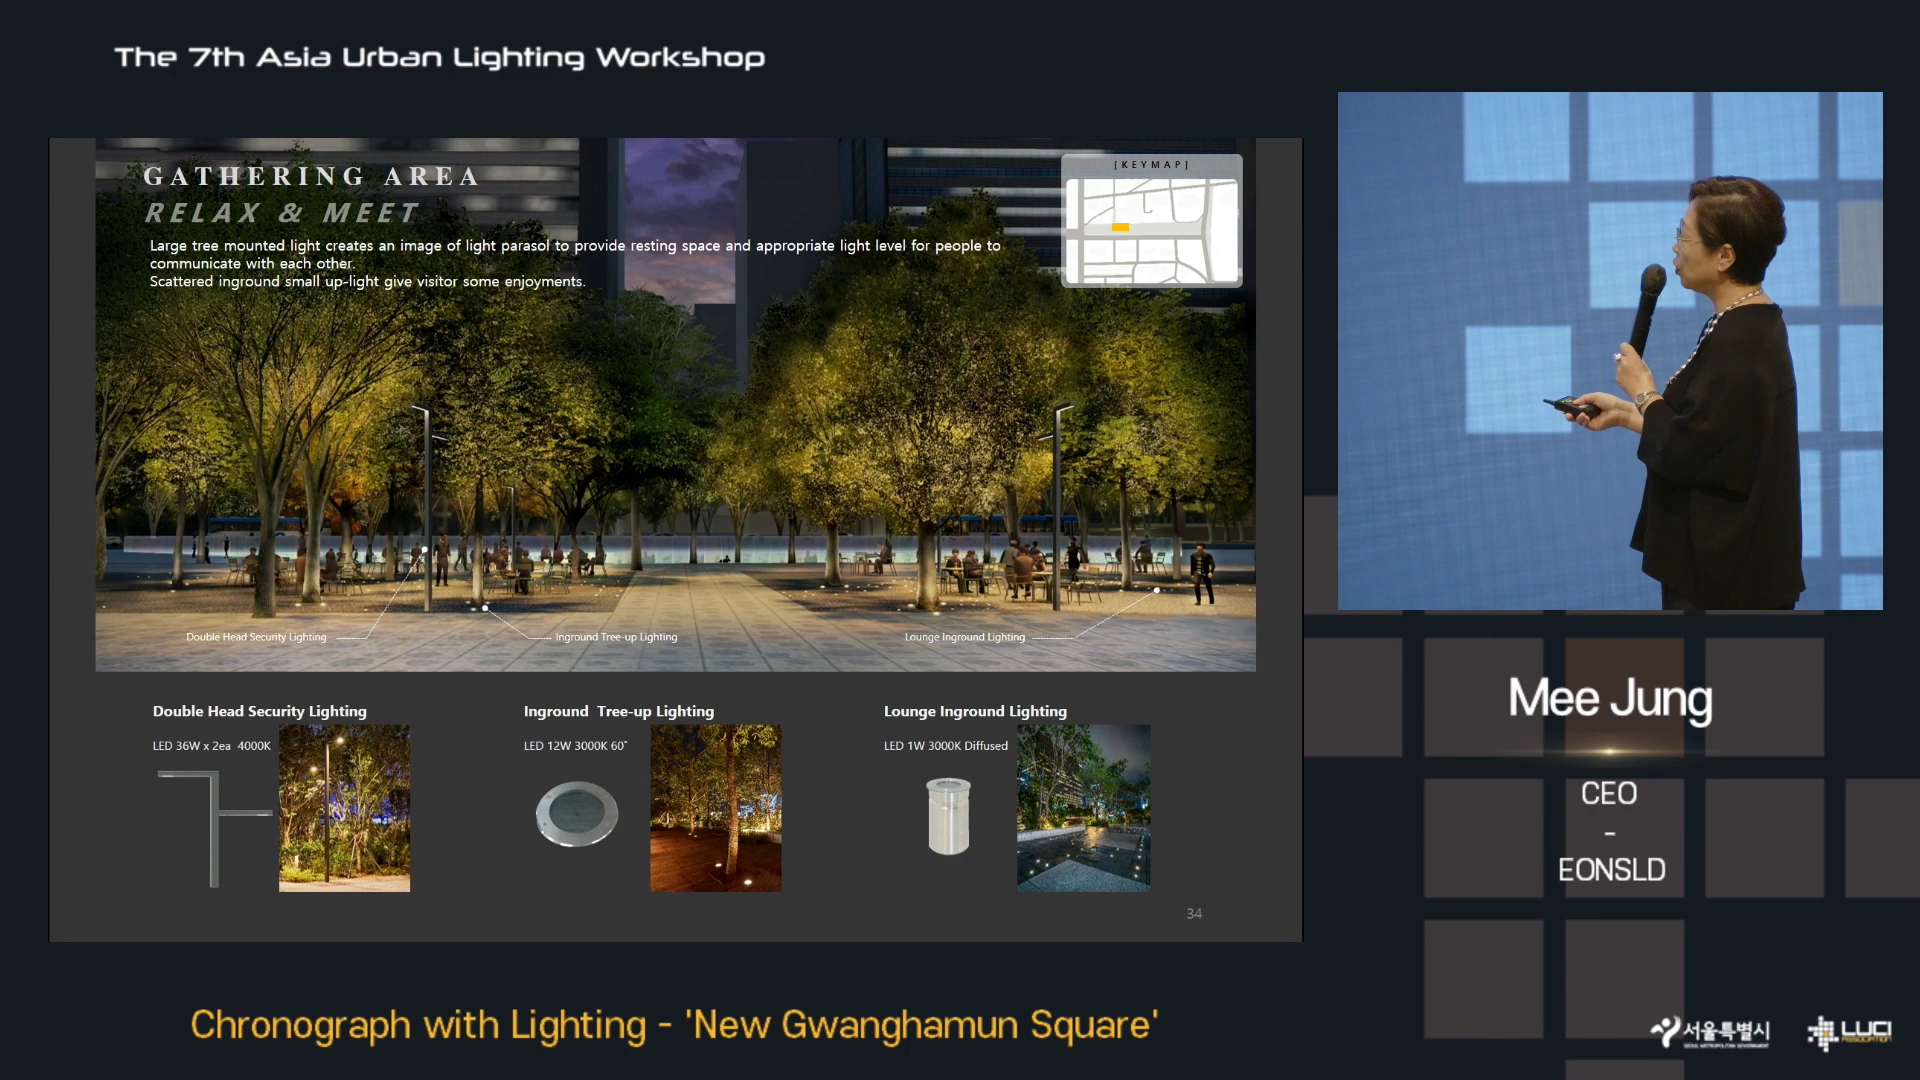 The 7th Asia Urban Lighting Workshop
GATHERING AREA
RELAX & MEET
Large tree mounted light creates an image of light parasol to provide resting space and appropriate light level for people to
communicate with each other.
Scattered inground small up-light give visitor some enjoyments.
[KEYMAP]
Double Head Security Lighting
Inground Tree-up Lighting
Lounge Inground Lighting
Double Head Security Lighting
LED 36W x 2ea 4000K
Inground Tree-up Lighting
LED 12W 3000K 60˚
Lounge Inground Lighting
LED 1W 3000K Diffused
34
Mee Jung
CEO
-
EONSLD
Chronograph with Lighting - 'New Gwanghamun Square'
서울특별시
SEOUL METROPOLITAN GOVERNMENT
LUCI
ASSOCIATION